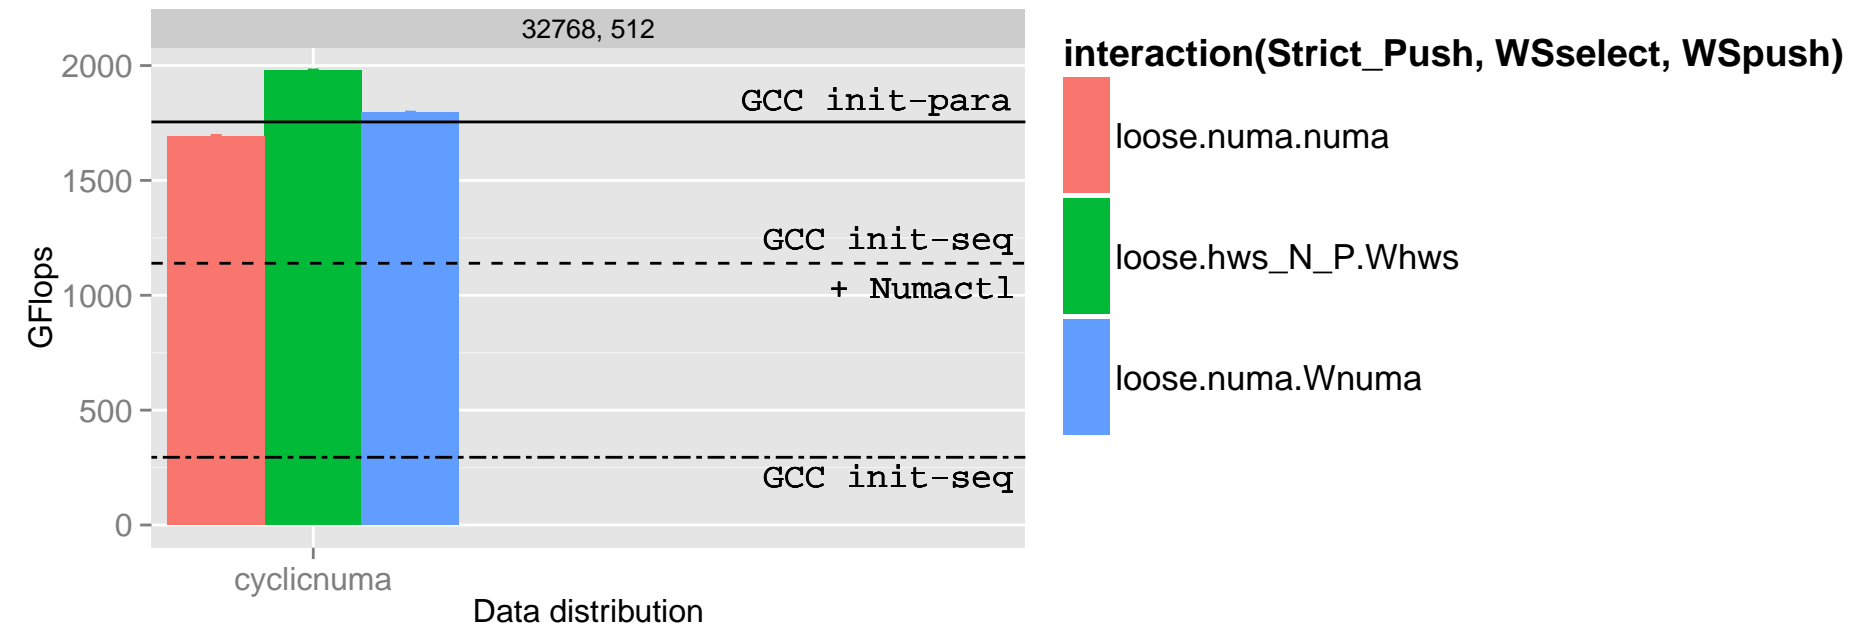 32768, 512
2000
1500
1000
500
0
GFlops
GCC init-para
GCC init-seq
+ Numactl
GCC init-seq
cyclicnuma
Data distribution
interaction(Strict_Push, WSselect, WSpush)
loose.numa.numa
loose.hws_N_P.Whws
loose.numa.Wnuma